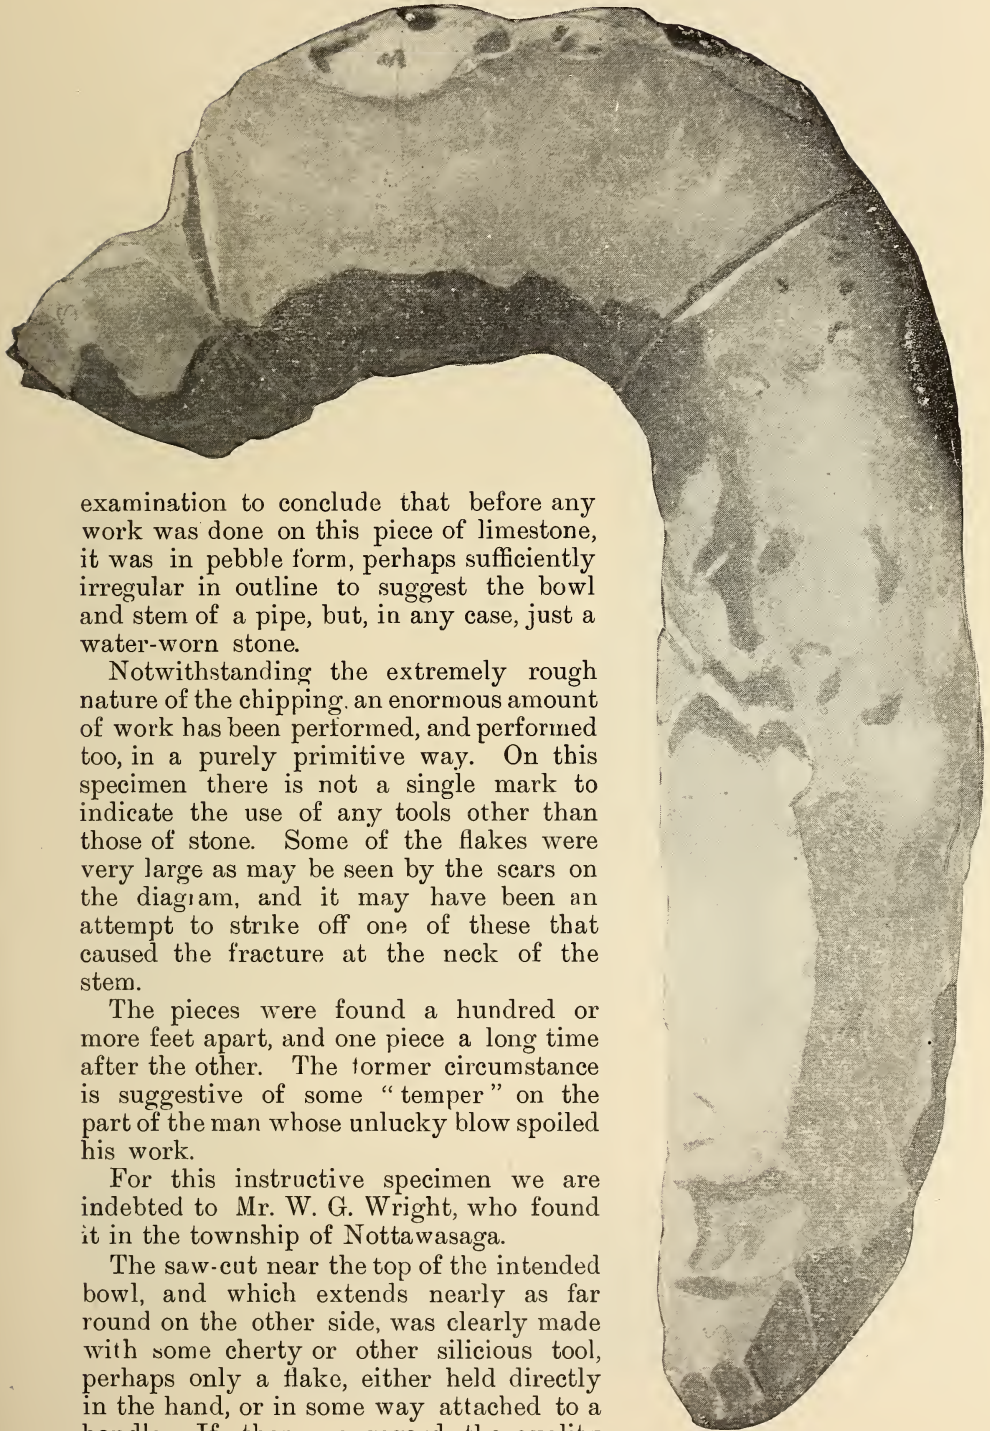 examination to conclude that before any
work was done on this piece of limestone,
it was in pebble form, perhaps sufficiently
irregular in outline to suggest the bowl
and stem of a pipe, but, in any case, just a
water-worn stone.
Notwithstanding the extremely rough
nature of the chipping. an enormous amount
of work has been performed, and performed
too, in a purely primitive way. On this
specimen there is not a single mark to
indicate the use of any tools other than
those of stone. Some of the flakes were
very large as may be seen by the scars on
the diagram, and it may have been an
attempt to strike off one of these that
caused the fracture at the neck of the
stem.
The pieces were found a hundred or
more feet apart, and one piece a long time
after the other. The former circumstance
is suggestive of some “ temper ” on the
part of the man whose unlucky blow spoiled
his work.
For this instructive specimen we are
indebted to Mr. W. G. Wright, who found
it in the township of Nottawasaga.
The saw-cut near the top of the intended
bowl, and which extends nearly as far
round on the other side, was clearly made
with some cherty or other silicious tool,
perhaps only a flake, either held directly
in the hand, or in some way attached to a